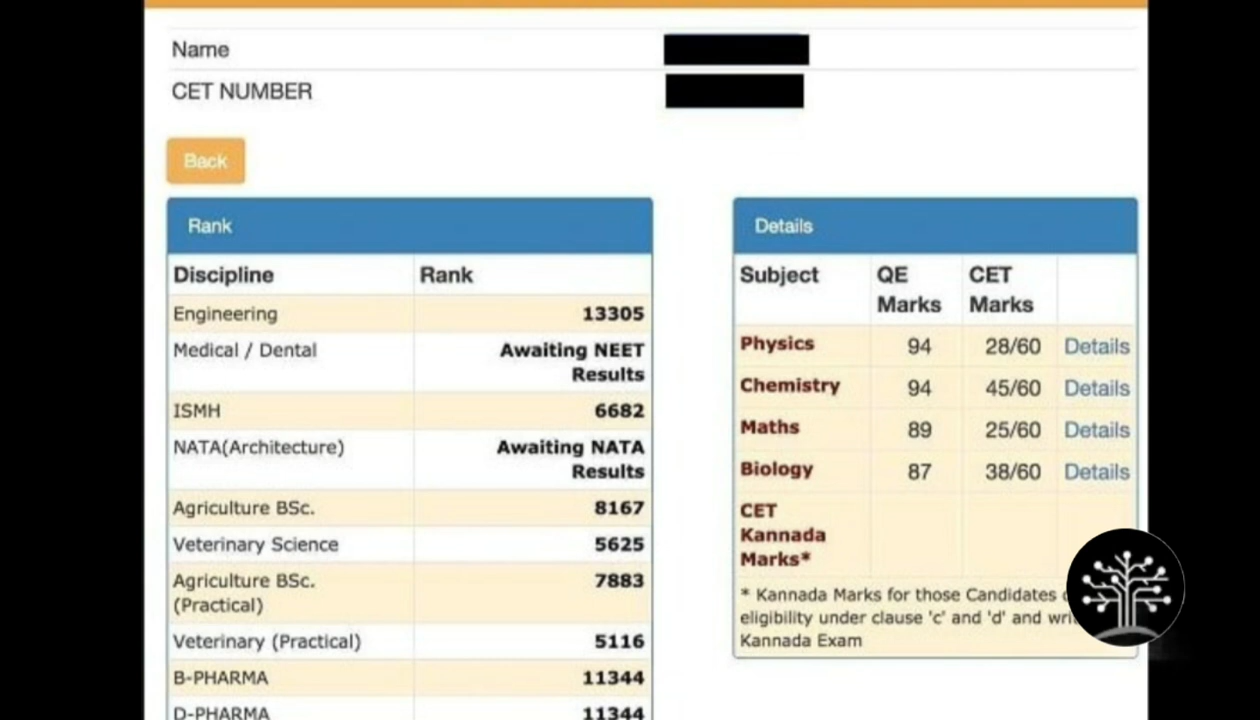 Name
CET NUMBER
Back
Rank
Discipline Rank
Engineering 13305
Medical / Dental Awaiting NEET
Results
ISMH 6682
NATA(Architecture) Awaiting NATA
Results
Agriculture BSc. 8167
Veterinary Science 5625
Agriculture BSc. 7883
(Practical)
Veterinary (Practical) 5116
B-PHARMA 11344
D-PHARMA 11344
Details
Subject QE CET
Marks Marks
Physics 94 28/60 Details
Chemistry 94 45/60 Details
Maths 89 25/60 Details
Biology 87 38/60 Details
CET
Kannada
Marks*
* Kannada Marks for those Candidates
eligibility under clause 'c' and 'd' and
Kannada Exam